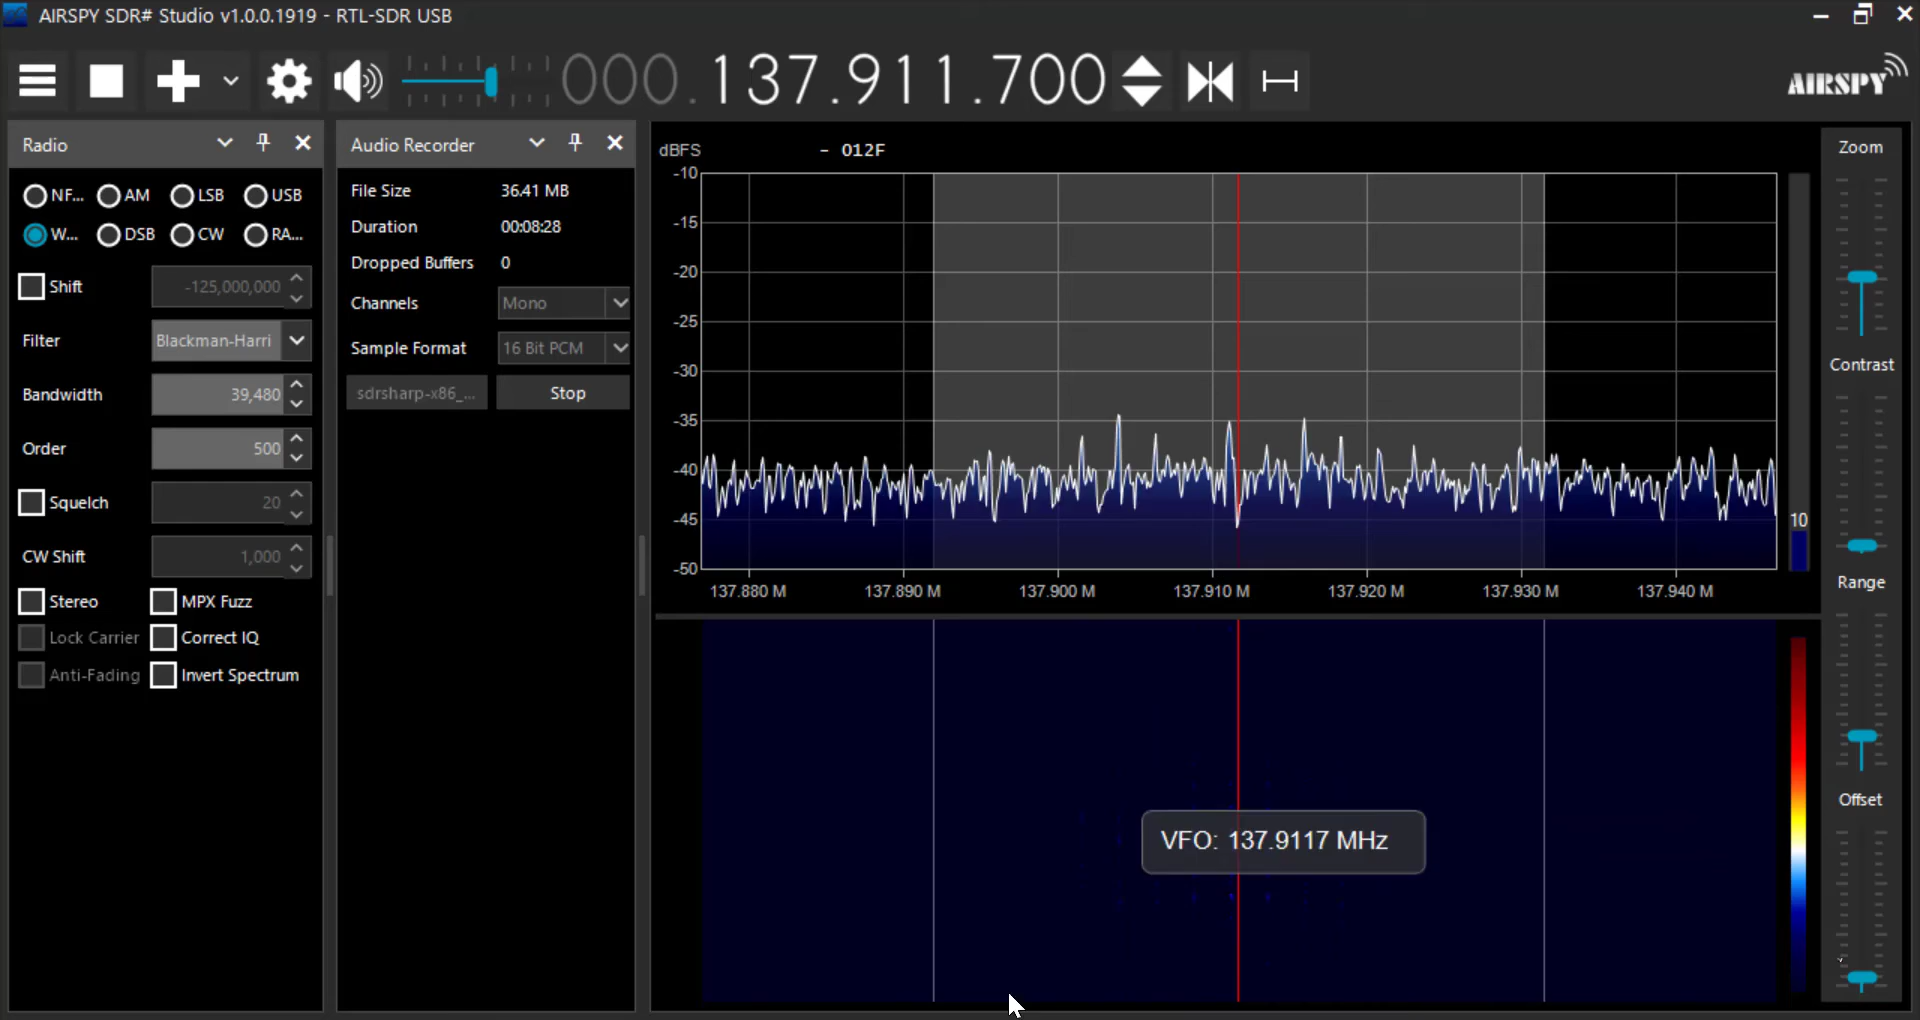 AIRSPY SDR# Studio v1.0.0.1919 - RTL-SDR USB
000.137.911.700
AIRSPY
Radio
NF... AM LSB USB
W... DSB CW RA...
Shift -125,000,000
Filter Blackman-Harri
Bandwidth 39,480
Order 500
Squelch 20
CW Shift 1,000
Stereo MPX Fuzz
Lock Carrier Correct IQ
Anti-Fading Invert Spectrum
Audio Recorder
File Size 36.41 MB
Duration 00:08:28
Dropped Buffers 0
Channels Mono
Sample Format 16 Bit PCM
sdrsharp-x86_... Stop
dBFS - 012F
-10
-15
-20
-25
-30
-35
-40
-45
-50
10
137.880 M 137.890 M 137.900 M 137.910 M 137.920 M 137.930 M 137.940 M
VFO: 137.9117 MHz
Zoom
Contrast
Range
Offset